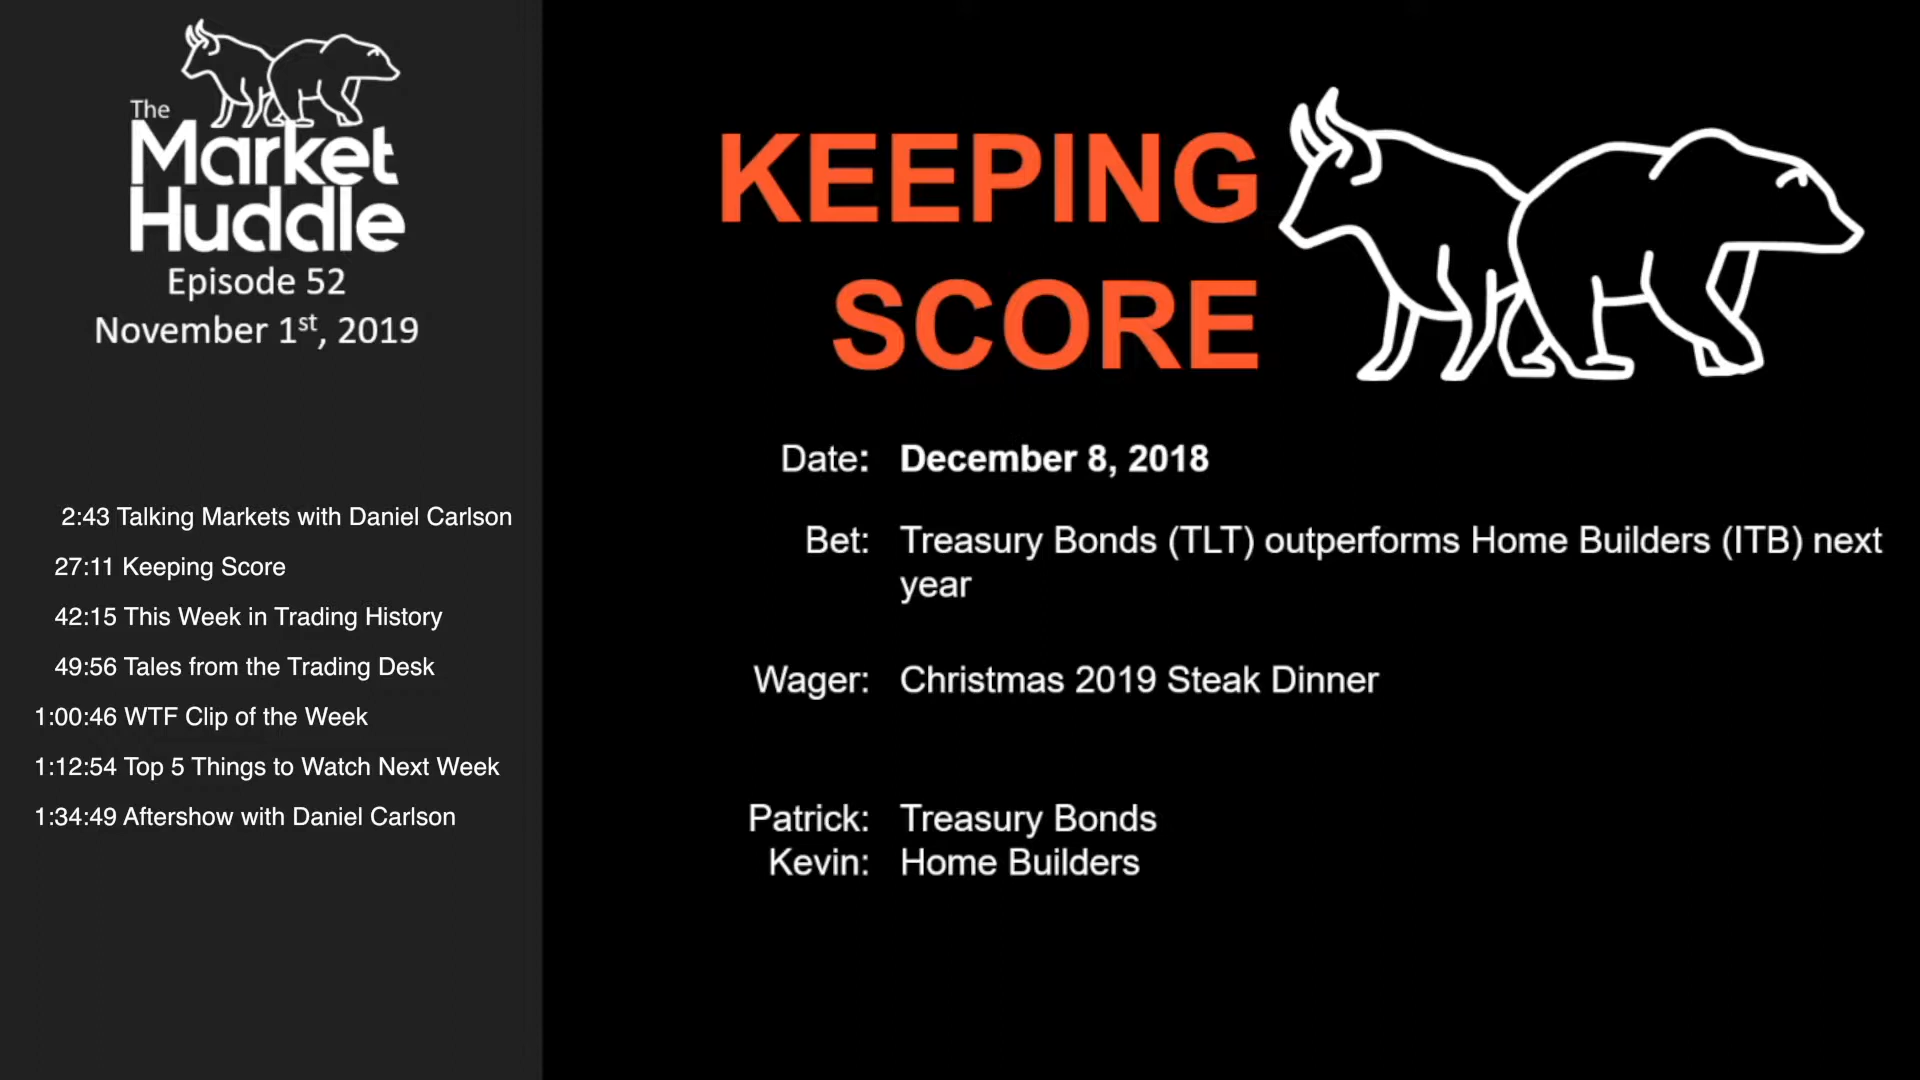 The
Market
Huddle
Episode 52
November 1st, 2019
2:43 Talking Markets with Daniel Carlson
27:11 Keeping Score
42:15 This Week in Trading History
49:56 Tales from the Trading Desk
1:00:46 WTF Clip of the Week
1:12:54 Top 5 Things to Watch Next Week
1:34:49 Aftershow with Daniel Carlson
KEEPING
SCORE
Date: December 8, 2018
Bet: Treasury Bonds (TLT) outperforms Home Builders (ITB) next
year
Wager: Christmas 2019 Steak Dinner
Patrick: Treasury Bonds
Kevin: Home Builders